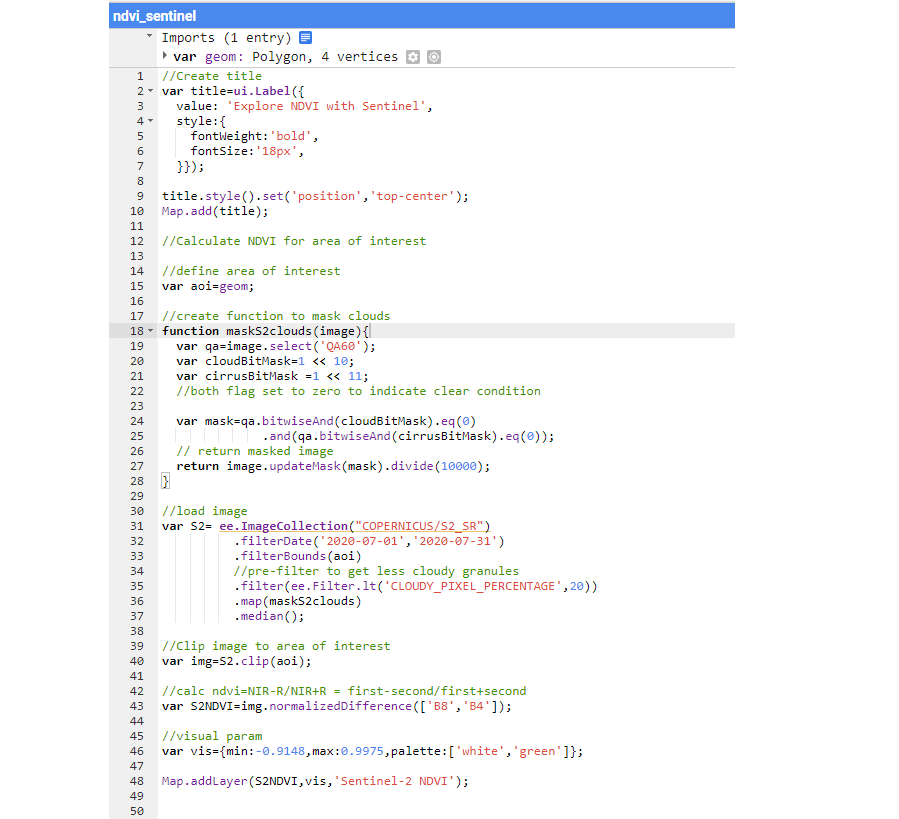 ndvi_sentinel
Imports (1 entry)
var geom: Polygon, 4 vertices
1 //Create title
2 var title=ui.Label({
3   value: 'Explore NDVI with Sentinel',
4   style:{
5     fontWeight:'bold',
6     fontSize:'18px',
7   }});
8
9 title.style().set('position','top-center');
10 Map.add(title);
11
12 //Calculate NDVI for area of interest
13
14 //define area of interest
15 var aoi=geom;
16
17 //create function to mask clouds
18 function maskS2clouds(image){
19   var qa=image.select('QA60');
20   var cloudBitMask=1 << 10;
21   var cirrusBitMask =1 << 11;
22   //both flag set to zero to indicate clear condition
23
24   var mask=qa.bitwiseAnd(cloudBitMask).eq(0)
25               .and(qa.bitwiseAnd(cirrusBitMask).eq(0));
26   // return masked image
27   return image.updateMask(mask).divide(10000);
28 }
29
30 //load image
31 var S2= ee.ImageCollection("COPERNICUS/S2_SR")
32           .filterDate('2020-07-01','2020-07-31')
33           .filterBounds(aoi)
34           //pre-filter to get less cloudy granules
35           .filter(ee.Filter.lt('CLOUDY_PIXEL_PERCENTAGE',20))
36           .map(maskS2clouds)
37           .median();
38
39 //Clip image to area of interest
40 var img=S2.clip(aoi);
41
42 //calc ndvi=NIR-R/NIR+R = first-second/first+second
43 var S2NDVI=img.normalizedDifference(['B8','B4']);
44
45 //visual param
46 var vis={min:-0.9148,max:0.9975,palette:['white','green']};
47
48 Map.addLayer(S2NDVI,vis,'Sentinel-2 NDVI');
49
50